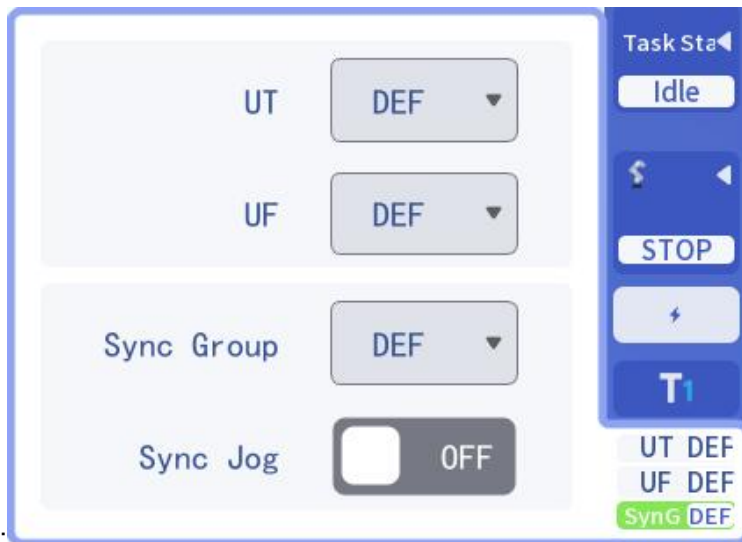 UT DEF
UF DEF
Sync Group DEF
Sync Jog OFF
Task Sta
Idle
STOP
T1
UT DEF
UF DEF
SynG DEF
.